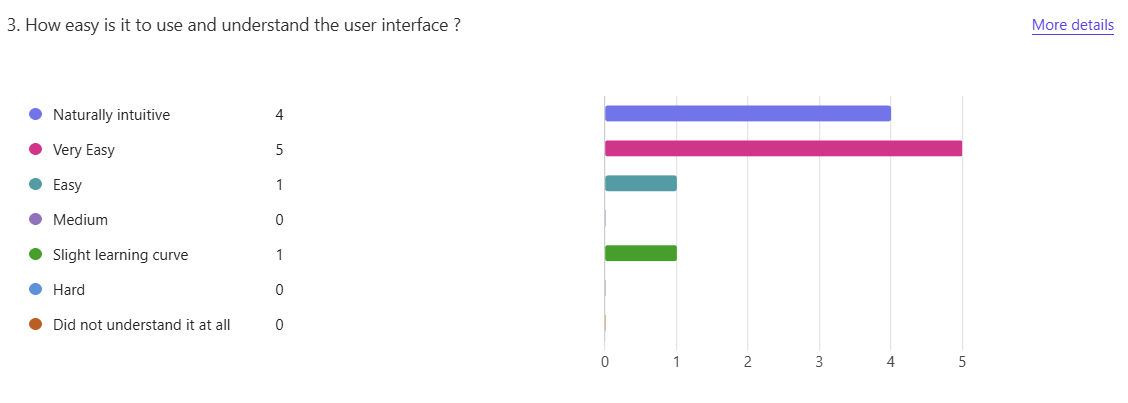 3. How easy is it to use and understand the user interface ?
More details
Naturally intuitive 4
Very Easy 5
Easy 1
Medium 0
Slight learning curve 1
Hard 0
Did not understand it at all 0
0 1 2 3 4 5